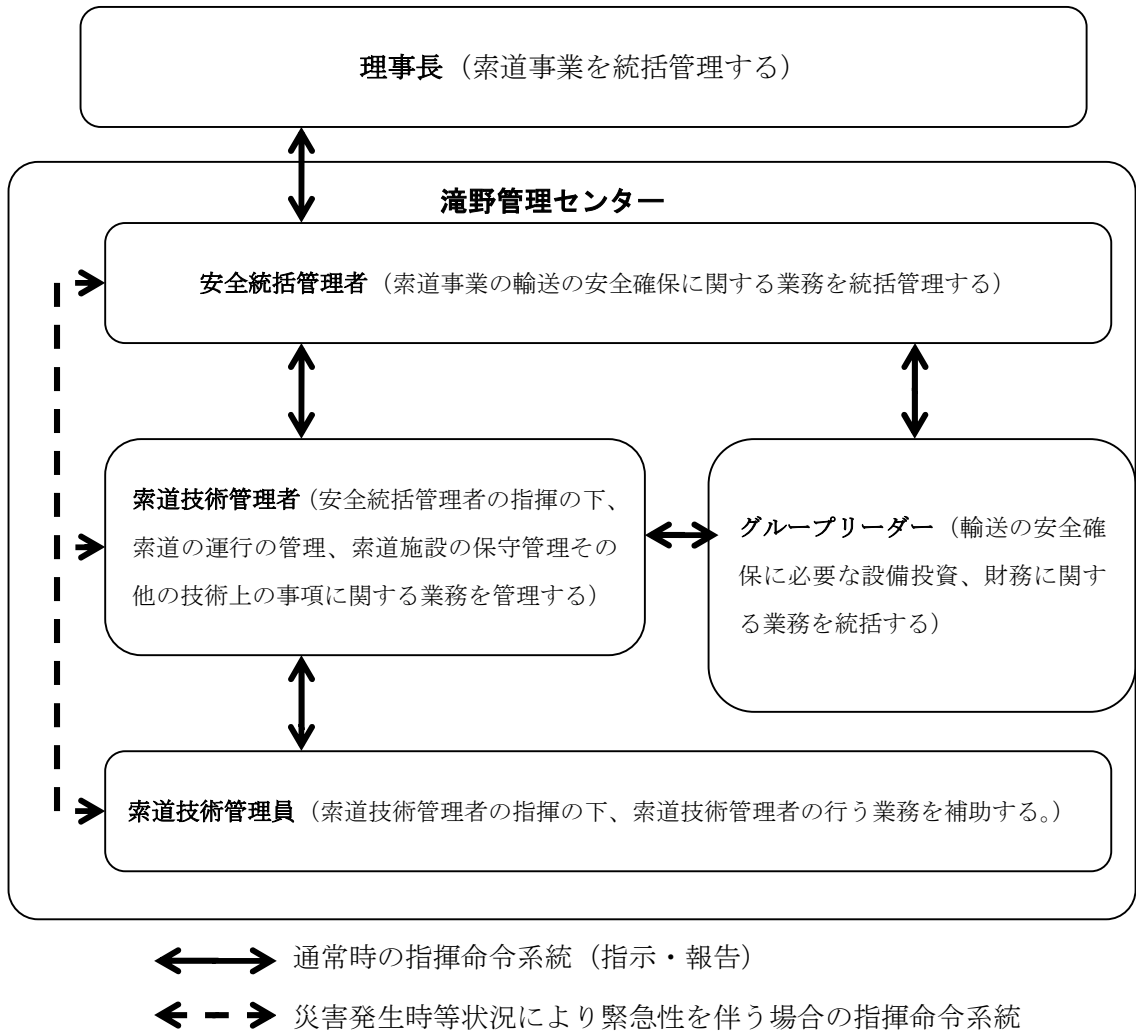 理事長（索道事業を統括管理する）
滝野管理センター
安全統括管理者（索道事業の輸送の安全確保に関する業務を統括管理する）
索道技術管理者（安全統括管理者の指揮の下、
索道の運行の管理、索道施設の保守管理その
他の技術上の事項に関する業務を管理する）
グループリーダー（輸送の安全確
保に必要な設備投資、財務に関す
る業務を統括する）
索道技術管理員（索道技術管理者の指揮の下、索道技術管理者の行う業務を補助する。）
通常時の指揮命令系統（指示・報告）
災害発生時等状況により緊急性を伴う場合の指揮命令系統